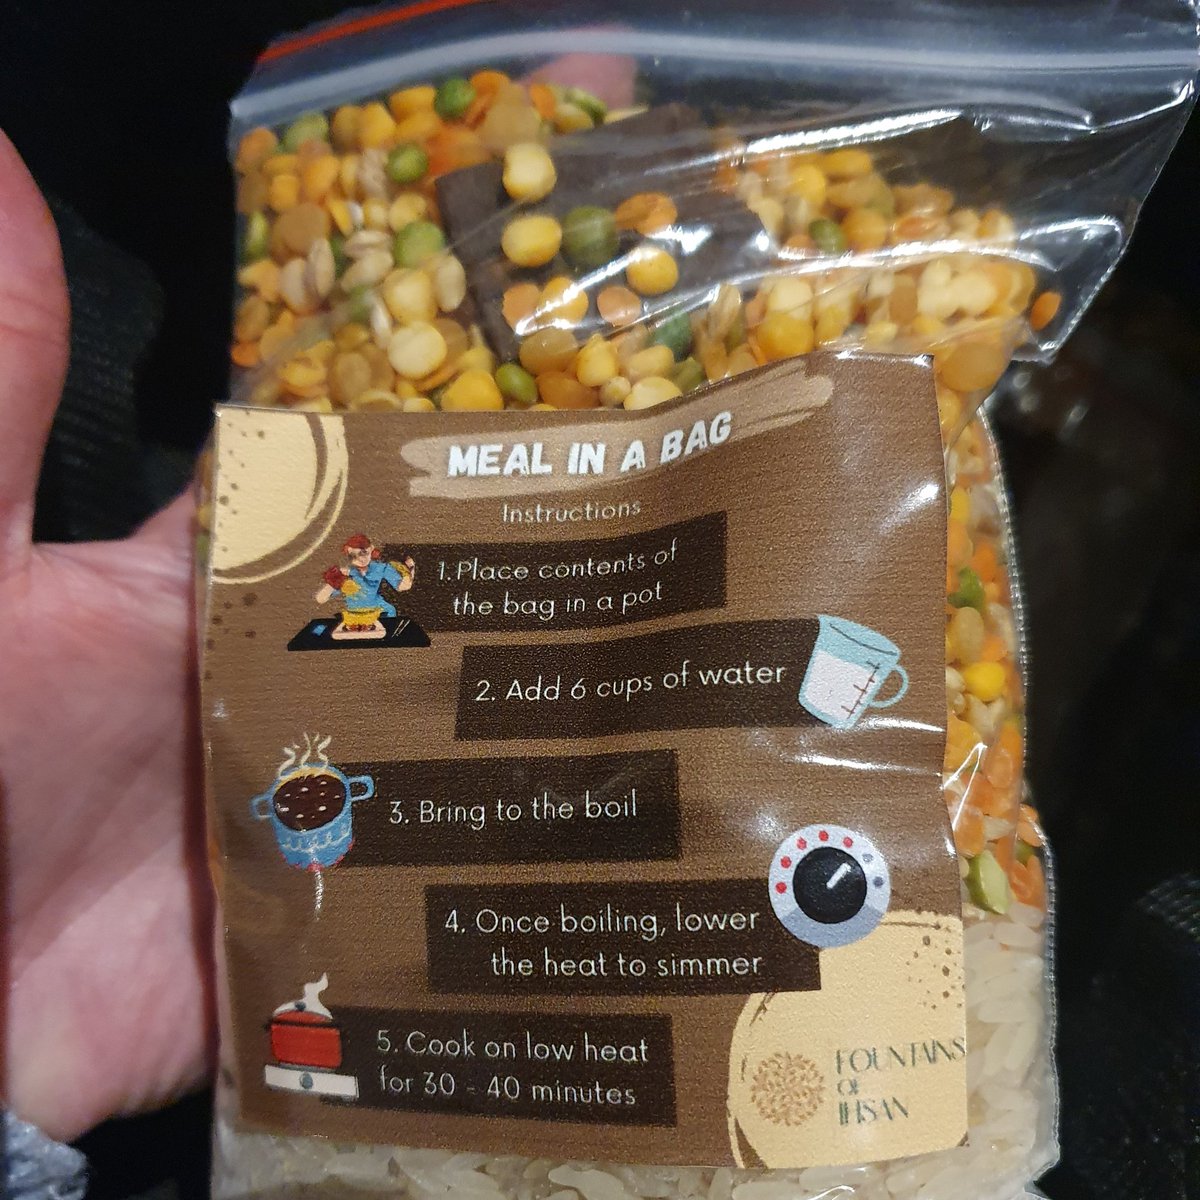 MEAL IN A BAG
Instructions
1. Place contents of
the bag in a pot
2. Add 6 cups of water
3. Bring to the boil
4. Once boiling, lower
the heat to simmer
5. Cook on low heat
for 30 - 40 minutes
FOUNTAINS
OF
IHSAN